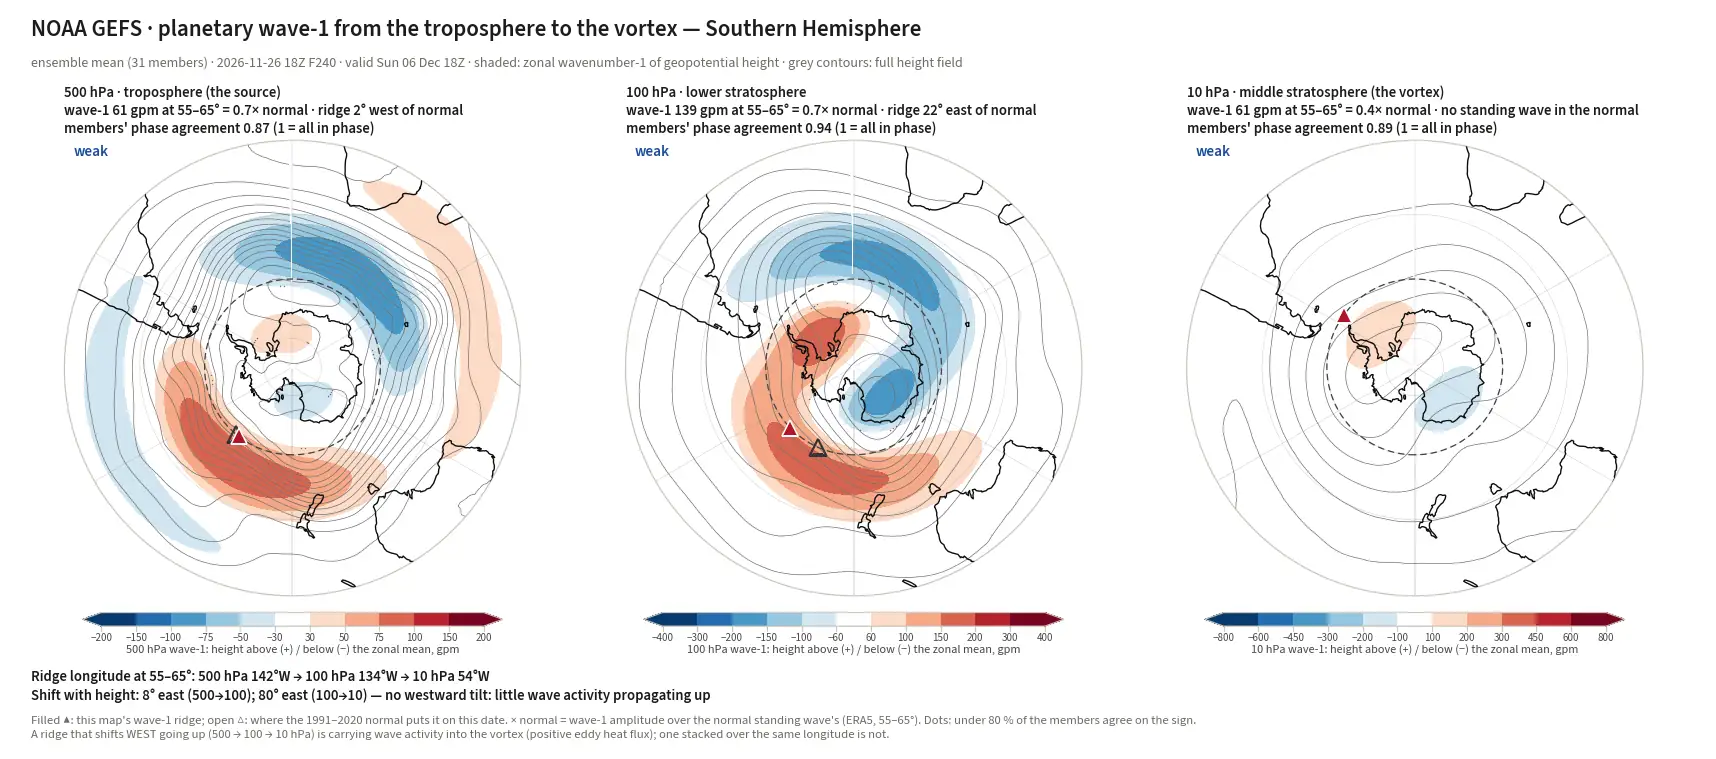 NOAA GEFS · planetary wave-1 from the troposphere to the vortex — Southern Hemisphere
ensemble mean (31 members) · 2026-11-26 18Z F240 · valid Sun 06 Dec 18Z · shaded: zonal wavenumber-1 of geopotential height · grey contours: full height field
500 hPa · troposphere (the source)
wave-1 61 gpm at 55–65° = 0.7× normal · ridge 2° west of normal
members' phase agreement 0.87 (1 = all in phase)
weak
100 hPa · lower stratosphere
wave-1 139 gpm at 55–65° = 0.7× normal · ridge 22° east of normal
members' phase agreement 0.94 (1 = all in phase)
weak
10 hPa · middle stratosphere (the vortex)
wave-1 61 gpm at 55–65° = 0.4× normal · no standing wave in the normal
members' phase agreement 0.89 (1 = all in phase)
weak
−200 −150 −100 −75 −50 −30 30 50 75 100 150 200
500 hPa wave-1: height above (+) / below (−) the zonal mean, gpm
−400 −300 −200 −150 −100 −60 60 100 150 200 300 400
100 hPa wave-1: height above (+) / below (−) the zonal mean, gpm
−800 −600 −450 −300 −200 −100 100 200 300 450 600 800
10 hPa wave-1: height above (+) / below (−) the zonal mean, gpm
Ridge longitude at 55–65°: 500 hPa 142°W → 100 hPa 134°W → 10 hPa 54°W
Shift with height: 8° east (500→100); 80° east (100→10) — no westward tilt: little wave activity propagating up
Filled ▲: this map's wave-1 ridge; open △: where the 1991–2020 normal puts it on this date. × normal = wave-1 amplitude over the normal standing wave's (ERA5, 55–65°). Dots: under 80 % of the members agree on the sign.
A ridge that shifts WEST going up (500 → 100 → 10 hPa) is carrying wave activity into the vortex (positive eddy heat flux); one stacked over the same longitude is not.